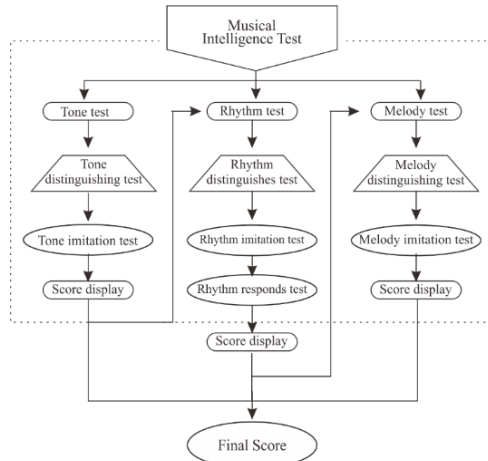 Musical
Intelligence Test
Tone test
Rhythm test
Melody test
Tone
distinguishing test
Rhythm
distinguishes test
Melody
distinguishing test
Tone imitation test
Rhythm imitation test
Melody imitation test
Score display
Rhythm responds test
Score display
Score display
Final Score